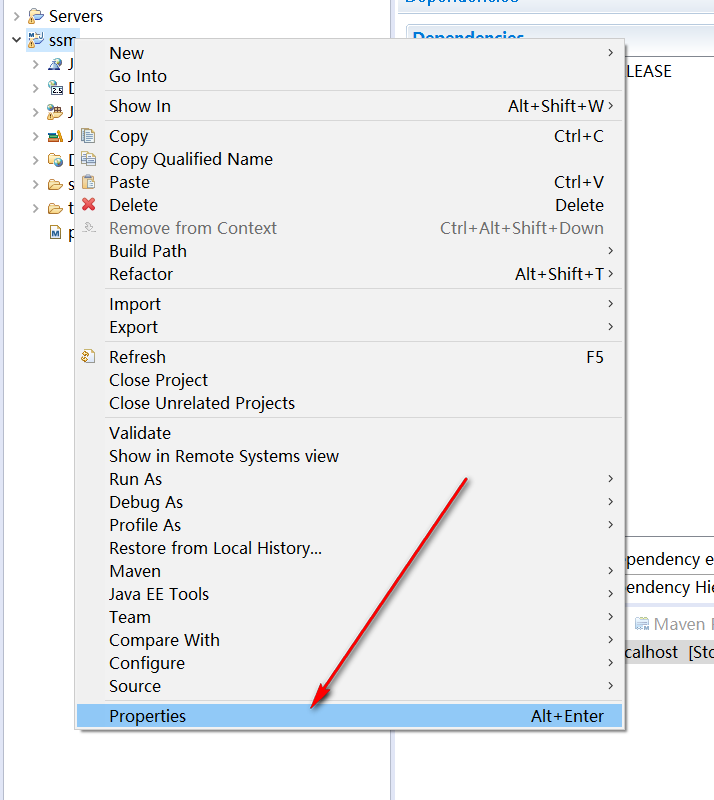 Servers
ssm
Dependencies
Dependencies
LEASE
New
Go Into
Show In Alt+Shift+W
Copy Ctrl+C
Copy Qualified Name
Paste Ctrl+V
Delete Delete
Remove from Context Ctrl+Alt+Shift+Down
Build Path
Refactor Alt+Shift+T
Import
Export
Refresh F5
Close Project
Close Unrelated Projects
Validate
Show in Remote Systems view
Run As
Debug As
Profile As
Restore from Local History...
Maven
Java EE Tools
Team
Compare With
Configure
Source
Properties Alt+Enter
pendency e
endency Hie
Maven
calhost [Sto